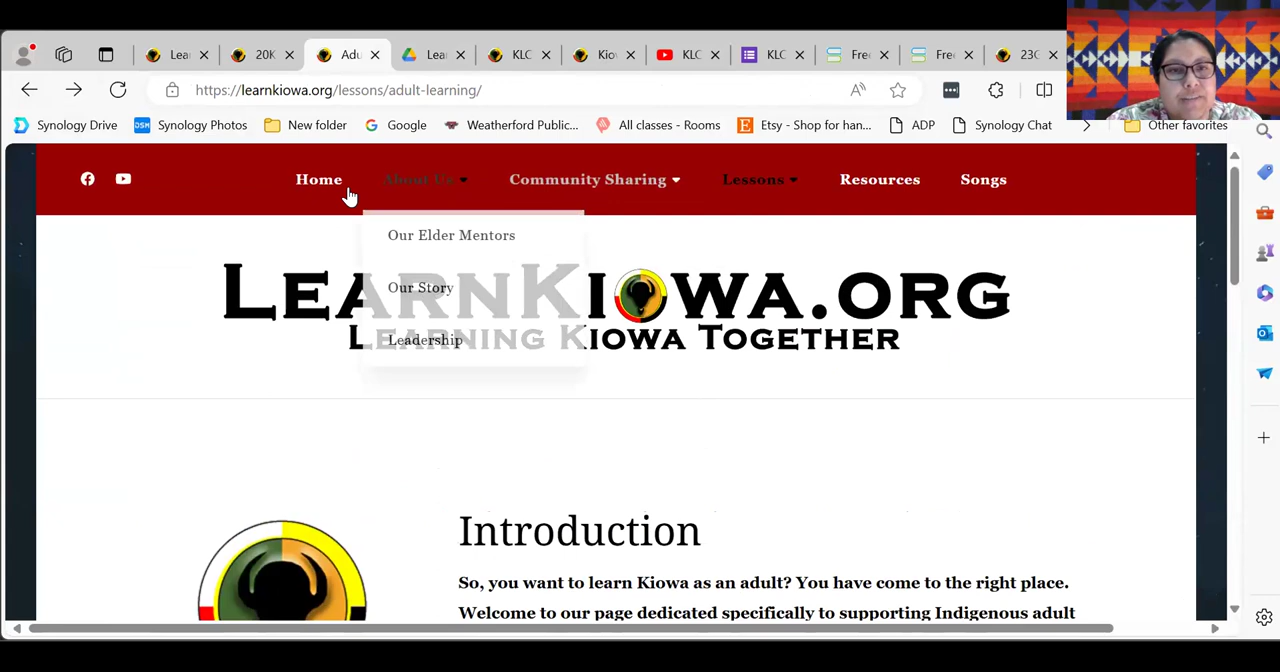 Lea
20K
Adu
Lear
KLC
Kio
KLC
KLC
Free
Free
23C
https://learnkiowa.org/lessons/adult-learning/
Synology Drive
DSM
Synology Photos
New folder
G
Google
Weatherford Public...
All classes - Rooms
E
Etsy - Shop for han...
ADP
Synology Chat
Other favorites
Home
About Us
Community Sharing
Lessons
Resources
Songs
Our Elder Mentors
Our Story
Leadership
LearnKiowa.org
Learning Kiowa Together
Introduction
So, you want to learn Kiowa as an adult? You have come to the right place.
Welcome to our page dedicated specifically to supporting Indigenous adult